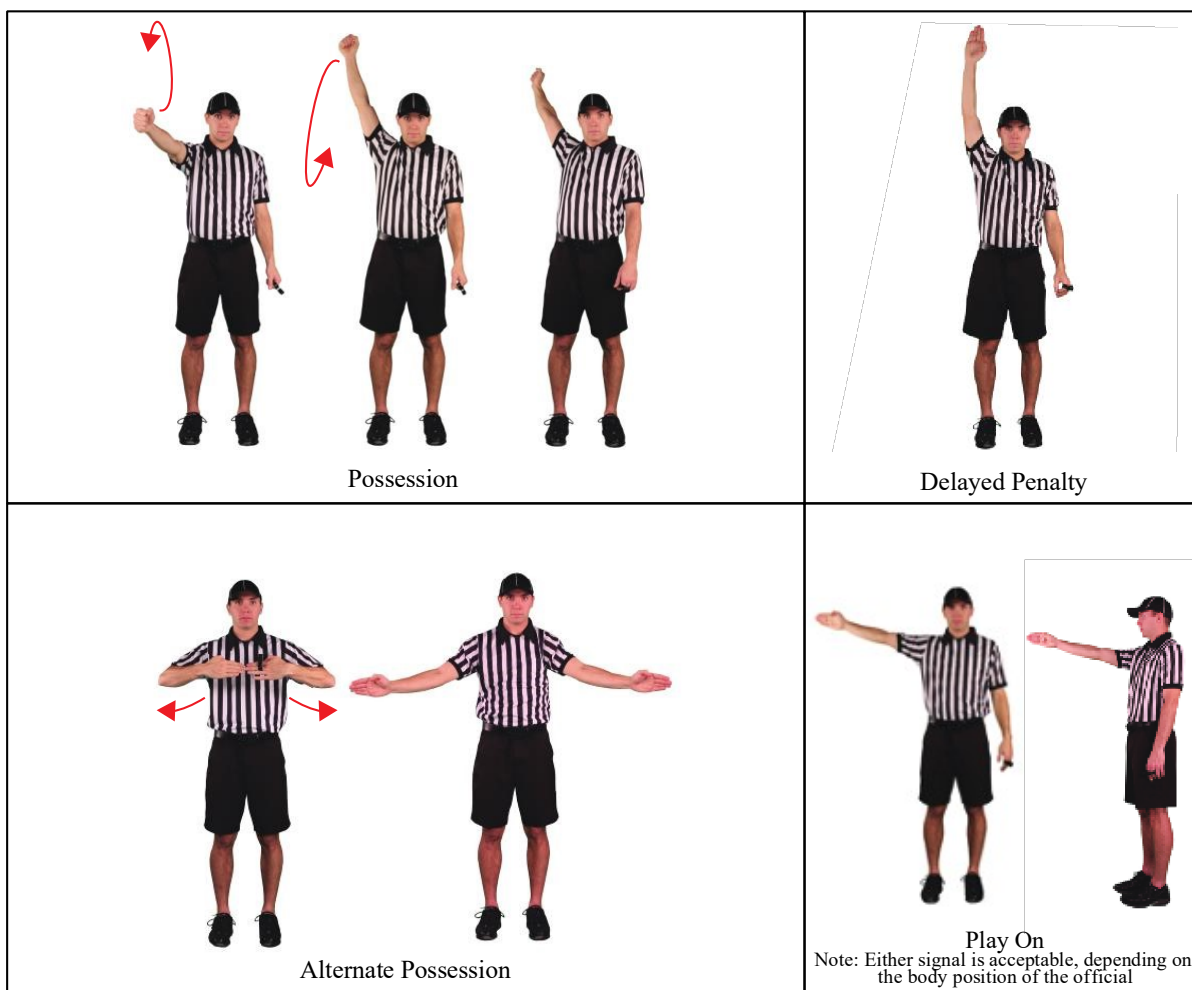 Possession
Delayed Penalty
Alternate Possession
Play On
Note: Either signal is acceptable, depending on
the body position of the official